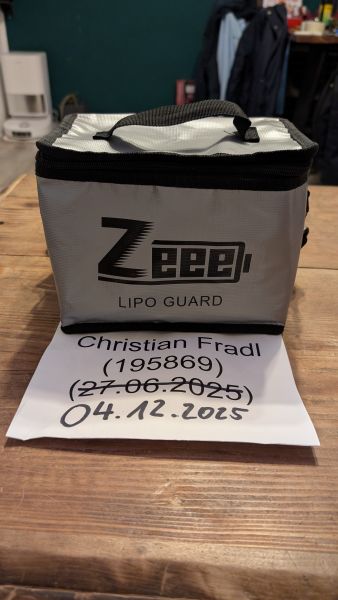 Zeee
LIPO GUARD
Christian Fradl
(195869)
(27.06.2025)
04.12.2025